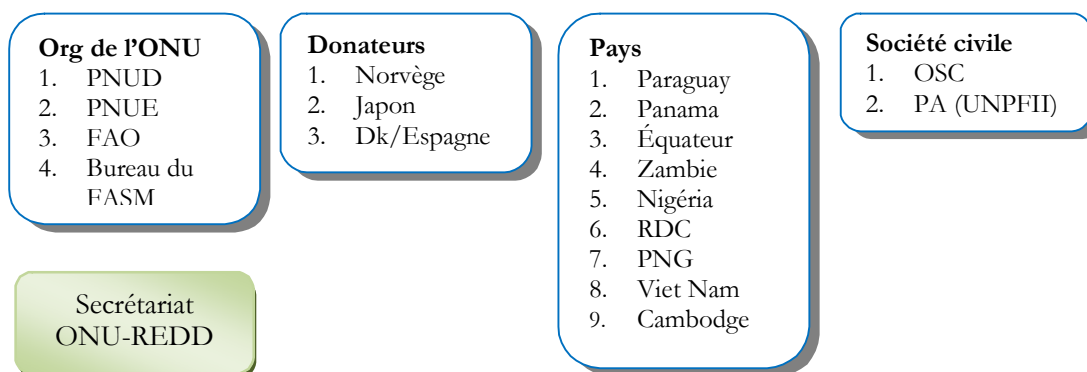 Org de l'ONU
1. PNUD
2. PNUE
3. FAO
4. Bureau du
FASM
Donateurs
1. Norvège
2. Japon
3. Dk/Espagne
Pays
1. Paraguay
2. Panama
3. Équateur
4. Zambie
5. Nigéria
6. RDC
7. PNG
8. Viet Nam
9. Cambodge
Société civile
1. OSC
2. PA (UNPFII)
Secrétariat
ONU-REDD